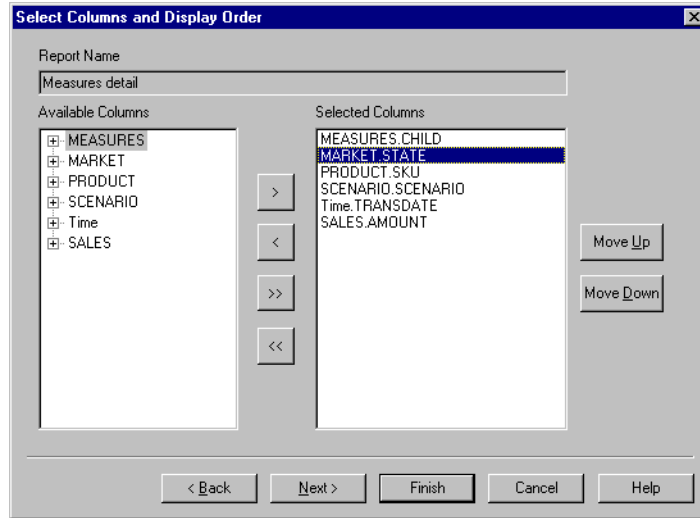 Select Columns and Display Order
Report Name
Measures detail
Available Columns
MEASURES
MARKET
PRODUCT
SCENARIO
Time
SALES
>
<
>>
<<
Selected Columns
MEASURES.CHILD
MARKET.STATE
PRODUCT.SKU
SCENARIO.SCENARIO
Time.TRANSDATE
SALES.AMOUNT
Move Up
Move Down
< Back
Next >
Finish
Cancel
Help